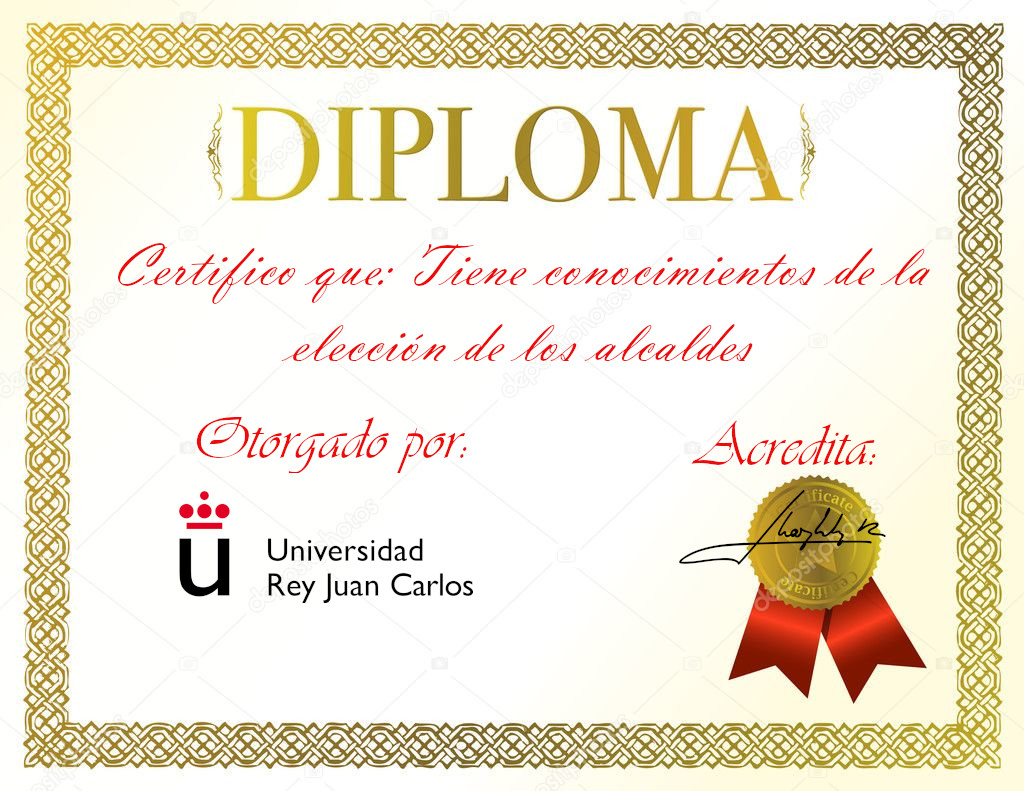 DIPLOMA
Certifico que: Tiene conocimientos de la
elección de los alcaldes
Otorgado por:
Acredita:
Certificate
Universidad
Rey Juan Carlos
Certificate
depositphotos